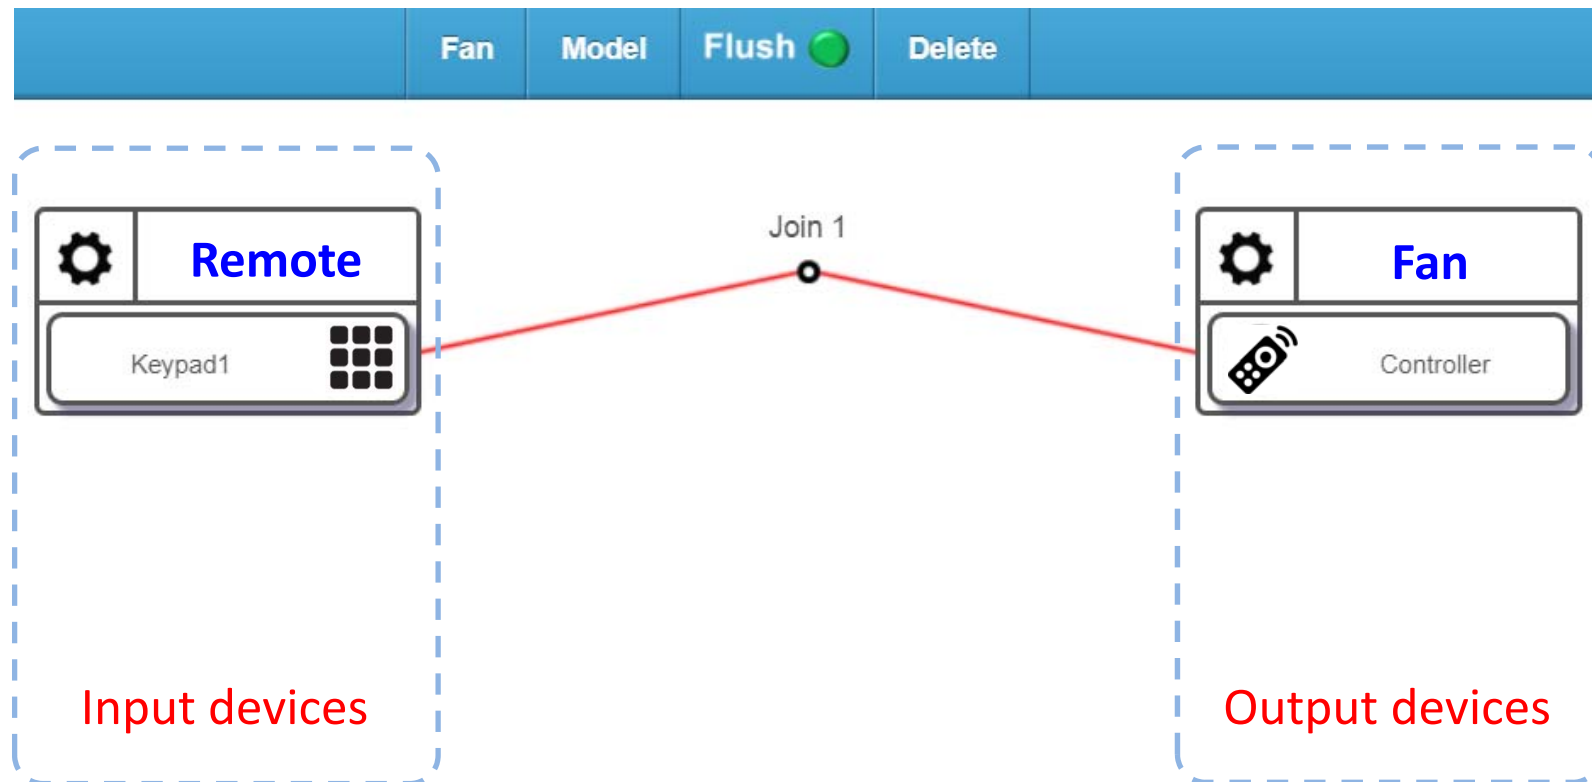 Fan Model Flush Delete
Join 1
Remote
Fan
Keypad1
Controller
Input devices
Output devices